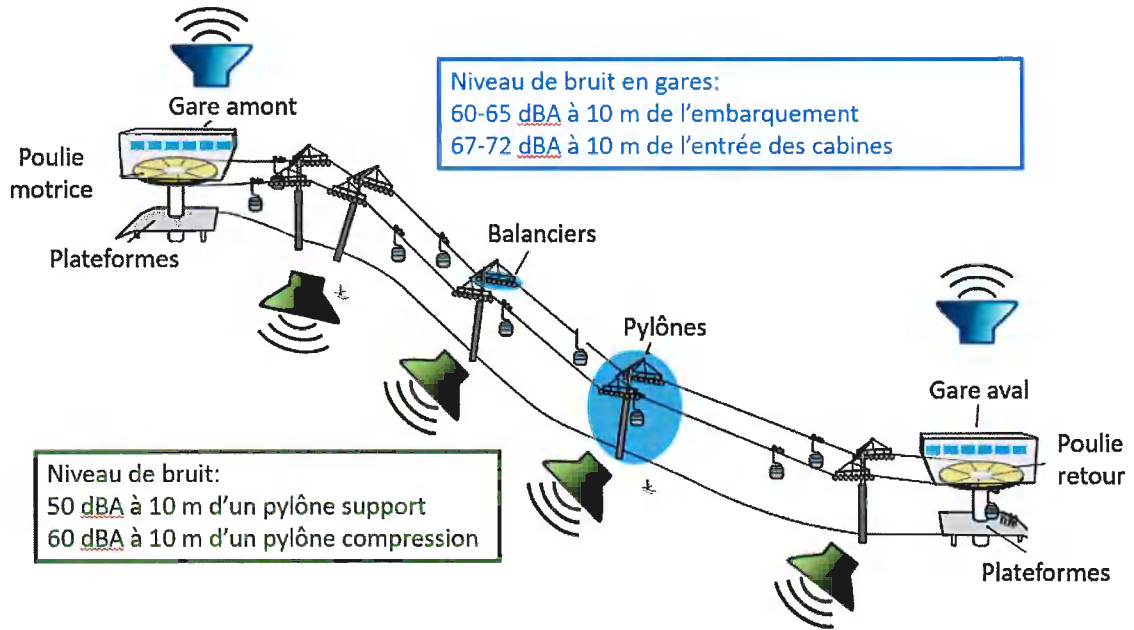 Niveau de bruit en gares:
60-65 dBA à 10 m de l'embarquement
67-72 dBA à 10 m de l'entrée des cabines
Gare amont
Poulie
motrice
Plateformes
Balanciers
Pylônes
Gare aval
Poulie
retour
Plateformes
Niveau de bruit:
50 dBA à 10 m d'un pylône support
60 dBA à 10 m d'un pylône compression